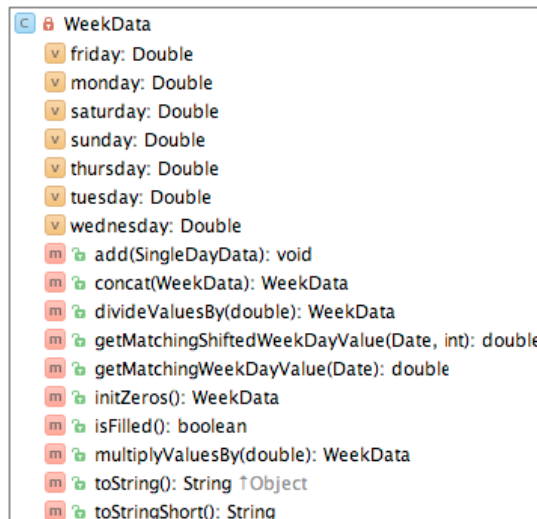 C WeekData
v friday: Double
v monday: Double
v saturday: Double
v sunday: Double
v thursday: Double
v tuesday: Double
v wednesday: Double
m add(SingleDayData): void
m concat(WeekData): WeekData
m divideValuesBy(double): WeekData
m getMatchingShiftedWeekDayValue(Date, int): double
m getMatchingWeekDayValue(Date): double
m initZeros(): WeekData
m isFilled(): boolean
m multiplyValuesBy(double): WeekData
m toString(): String ↑Object
m toStringShort(): String